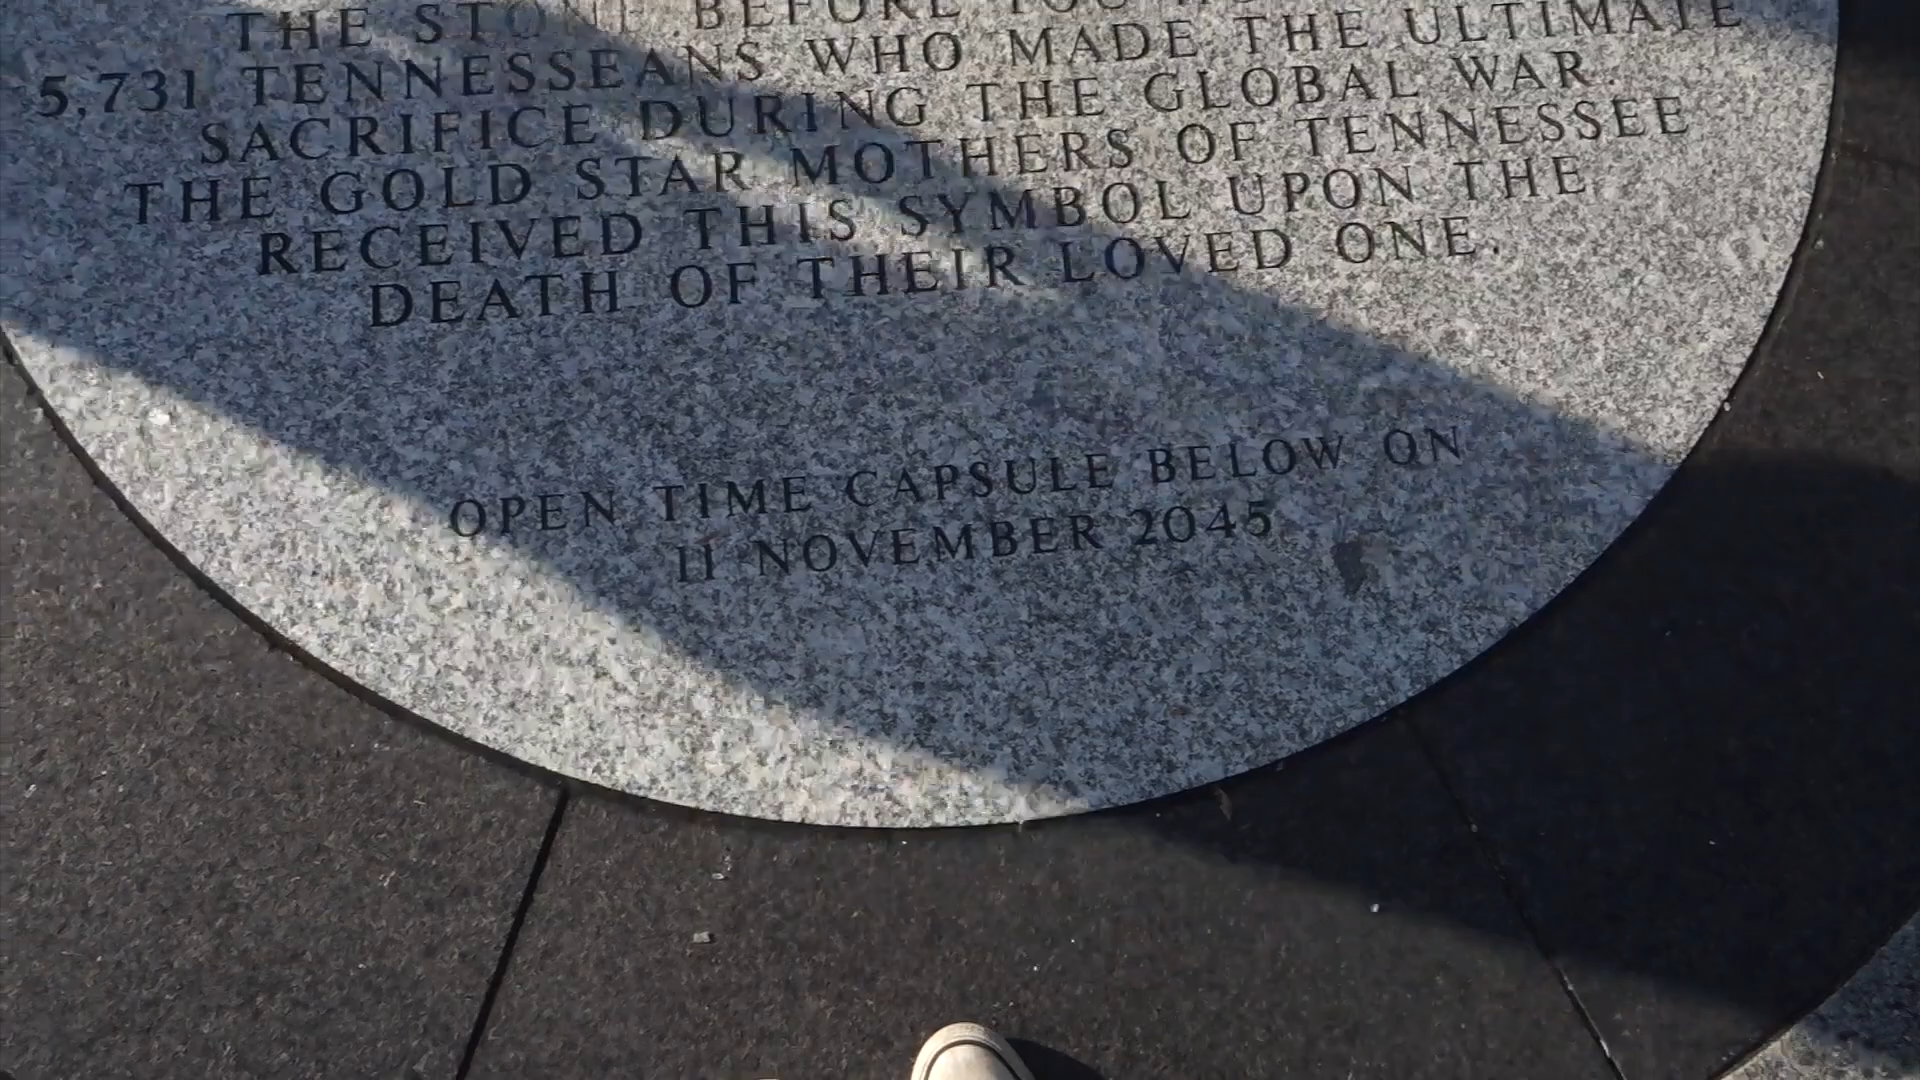 THE STONE BEFORE YOU
5,731 TENNESSEANS WHO MADE THE ULTIMATE
SACRIFICE DURING THE GLOBAL WAR.
THE GOLD STAR MOTHERS OF TENNESSEE
RECEIVED THIS SYMBOL UPON THE
DEATH OF THEIR LOVED ONE.
OPEN TIME CAPSULE BELOW ON
11 NOVEMBER 2045